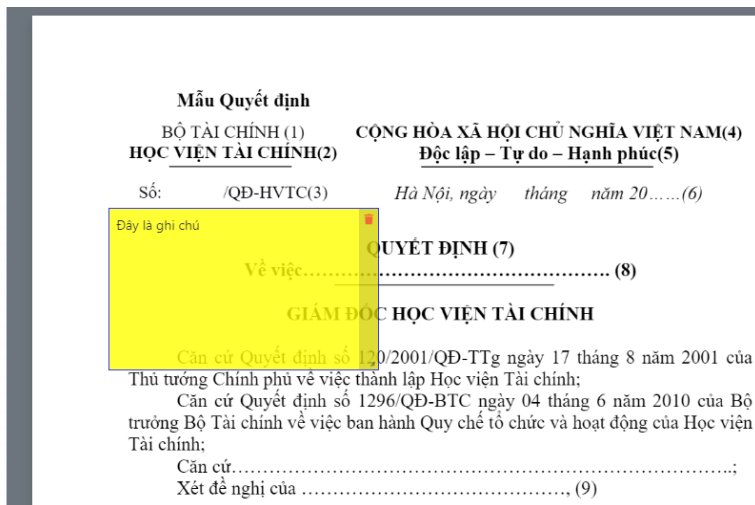 Mẫu Quyết định
BỘ TÀI CHÍNH (1)
HỌC VIỆN TÀI CHÍNH(2)
CỘNG HÒA XÃ HỘI CHỦ NGHĨA VIỆT NAM(4)
Độc lập – Tự do – Hạnh phúc(5)
Số: /QĐ-HVTC(3)
Hà Nội, ngày tháng năm 20……(6)
Đây là ghi chú
QUYẾT ĐỊNH (7)
Về việc……………………………………………. (8)
GIÁM ĐỐC HỌC VIỆN TÀI CHÍNH
Căn cứ Quyết định số 120/2001/QĐ-TTg ngày 17 tháng 8 năm 2001 của
Thủ tướng Chính phủ về việc thành lập Học viện Tài chính;
Căn cứ Quyết định số 1296/QĐ-BTC ngày 04 tháng 6 năm 2010 của Bộ
trưởng Bộ Tài chính về việc ban hành Quy chế tổ chức và hoạt động của Học viện
Tài chính;
Căn cứ…………………………………………………………………..;
Xét đề nghị của ……………………………………, (9)